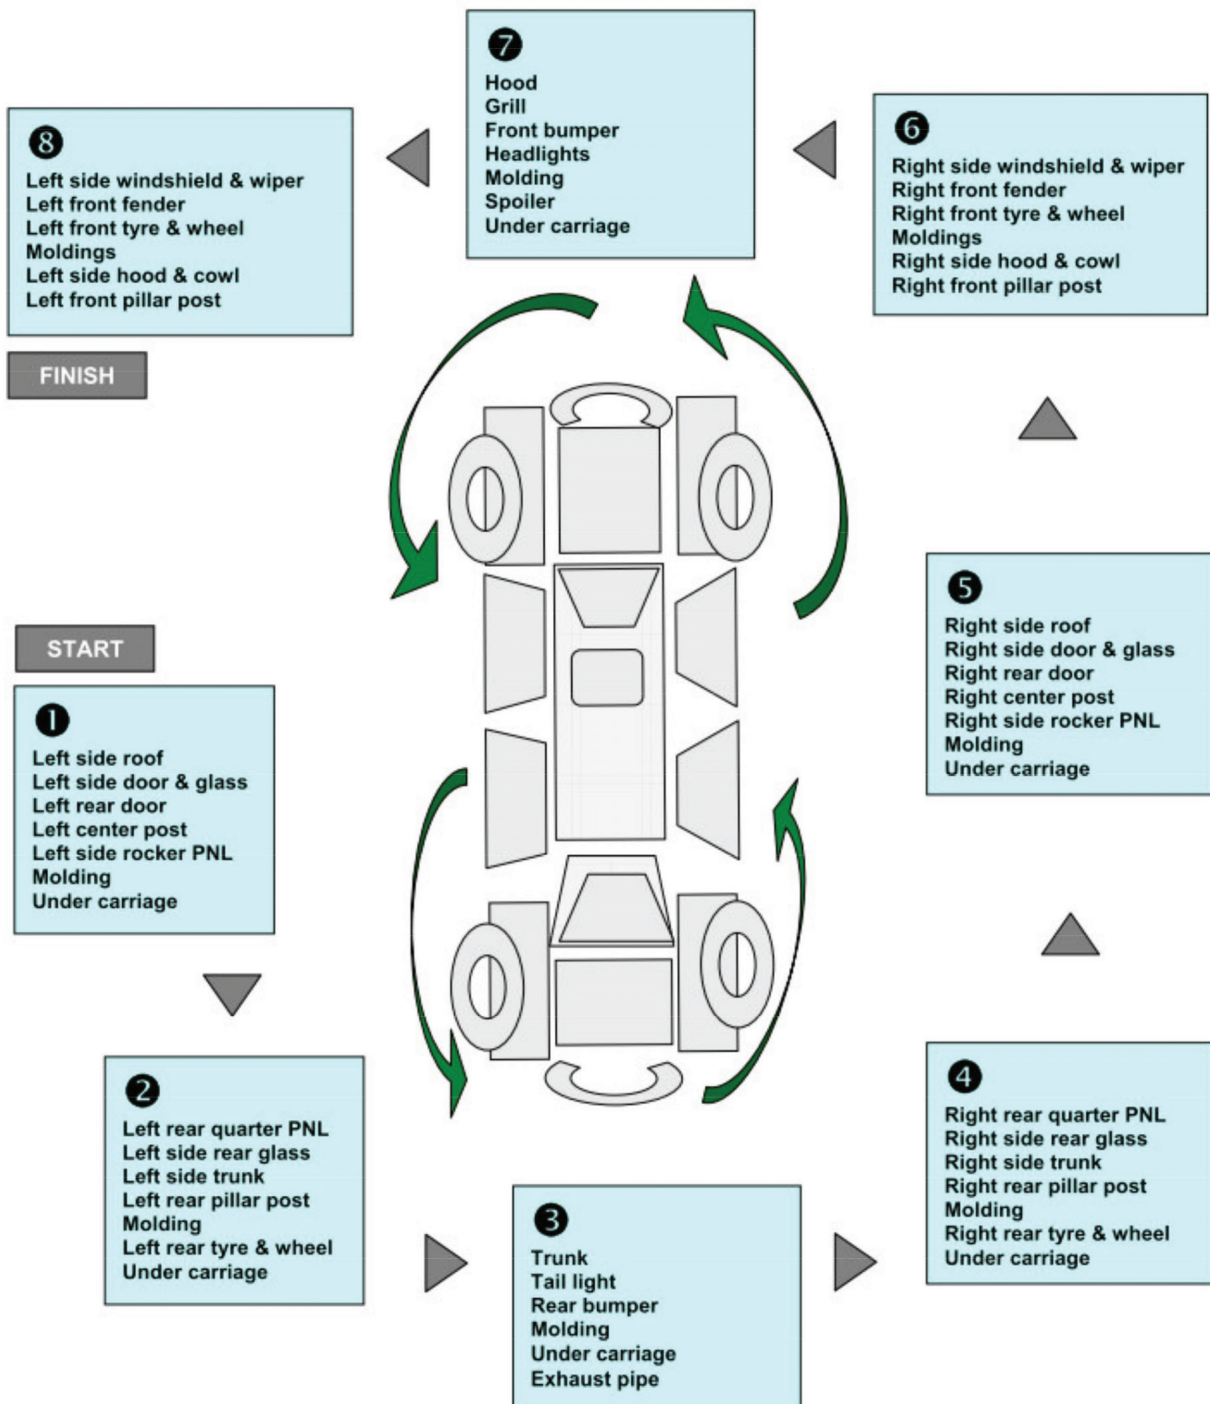 7
Hood
Grill
Front bumper
Headlights
Molding
Spoiler
Under carriage
8
Left side windshield & wiper
Left front fender
Left front tyre & wheel
Moldings
Left side hood & cowl
Left front pillar post
FINISH
6
Right side windshield & wiper
Right front fender
Right front tyre & wheel
Moldings
Right side hood & cowl
Right front pillar post
START
1
Left side roof
Left side door & glass
Left rear door
Left center post
Left side rocker PNL
Molding
Under carriage
5
Right side roof
Right side door & glass
Right rear door
Right center post
Right side rocker PNL
Molding
Under carriage
2
Left rear quarter PNL
Left side rear glass
Left side trunk
Left rear pillar post
Molding
Left rear tyre & wheel
Under carriage
3
Trunk
Tail light
Rear bumper
Molding
Under carriage
Exhaust pipe
4
Right rear quarter PNL
Right side rear glass
Right side trunk
Right rear pillar post
Molding
Right rear tyre & wheel
Under carriage